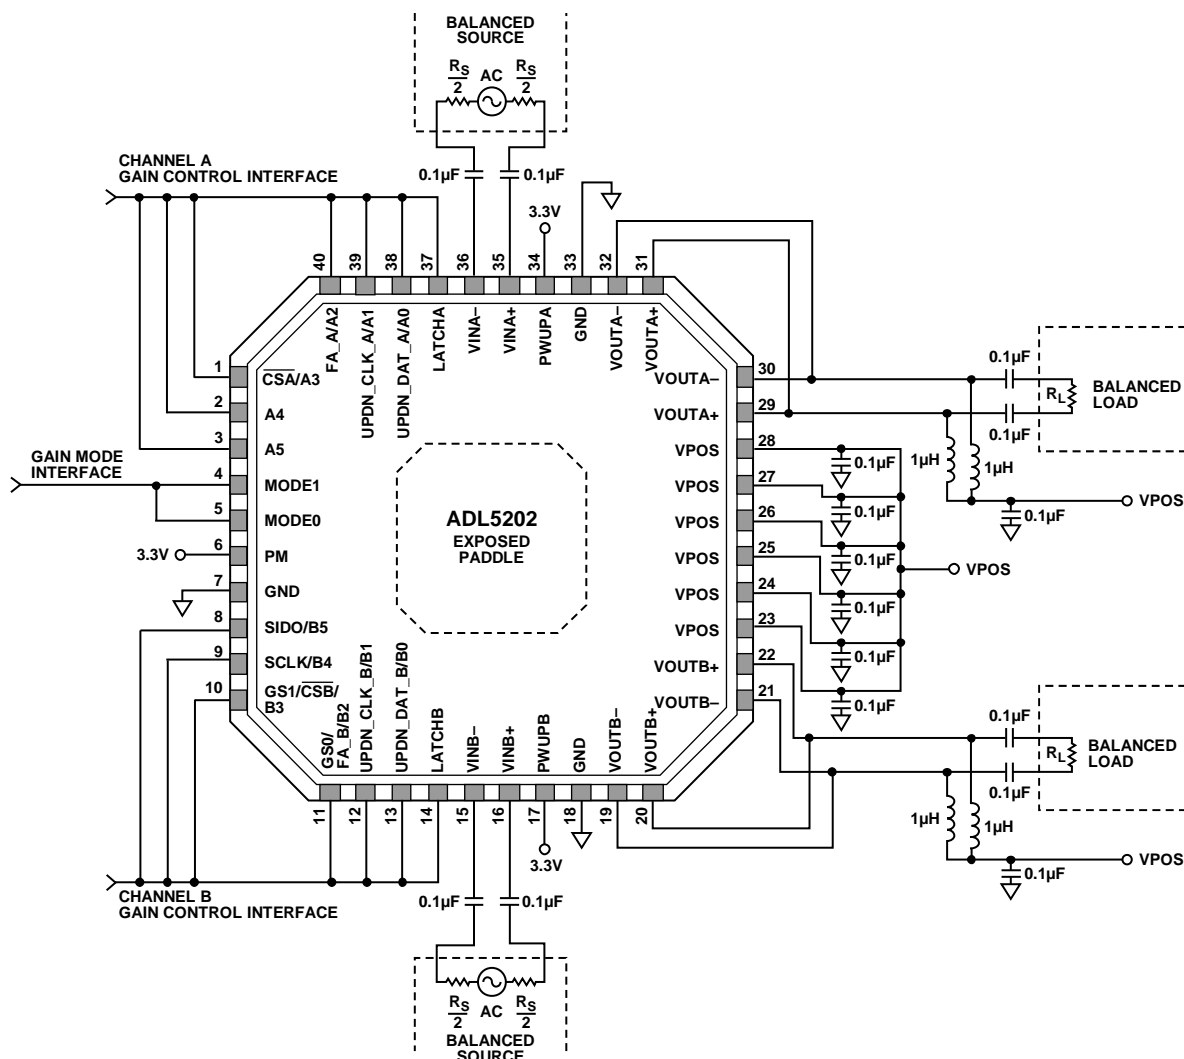 BALANCED
SOURCE
RS
2
AC
RS
2
0.1µF
0.1µF
CHANNEL A
GAIN CONTROL INTERFACE
3.3V
40
39
38
37
36
35
34
33
32
31
FA_A/A2
UPDN_CLK_A/A1
UPDN_DAT_A/A0
LATCHA
VINA–
VINA+
PWUPA
GND
VOUTA–
VOUTA+
1
CSA/A3
2
A4
3
A5
GAIN MODE
INTERFACE
4
MODE1
5
MODE0
3.3V
6
PM
7
GND
8
SIDO/B5
9
SCLK/B4
10
GS1/CSB/
B3
ADL5202
EXPOSED
PADDLE
VOUTA–
30
VOUTA+
29
VPOS
28
VPOS
27
VPOS
26
VPOS
25
VPOS
24
VPOS
23
VOUTB+
22
VOUTB–
21
0.1µF
0.1µF
0.1µF
0.1µF
0.1µF
0.1µF
VPOS
0.1µF
0.1µF
RL
BALANCED
LOAD
1µH
1µH
0.1µF
VPOS
0.1µF
0.1µF
RL
BALANCED
LOAD
1µH
1µH
0.1µF
VPOS
GS0/
FA_B/B2
UPDN_CLK_B/B1
UPDN_DAT_B/B0
LATCHB
VINB–
VINB+
PWUPB
GND
VOUTB–
VOUTB+
11
12
13
14
15
16
17
18
19
20
3.3V
CHANNEL B
GAIN CONTROL INTERFACE
0.1µF
0.1µF
RS
2
AC
RS
2
BALANCED
SOURCE